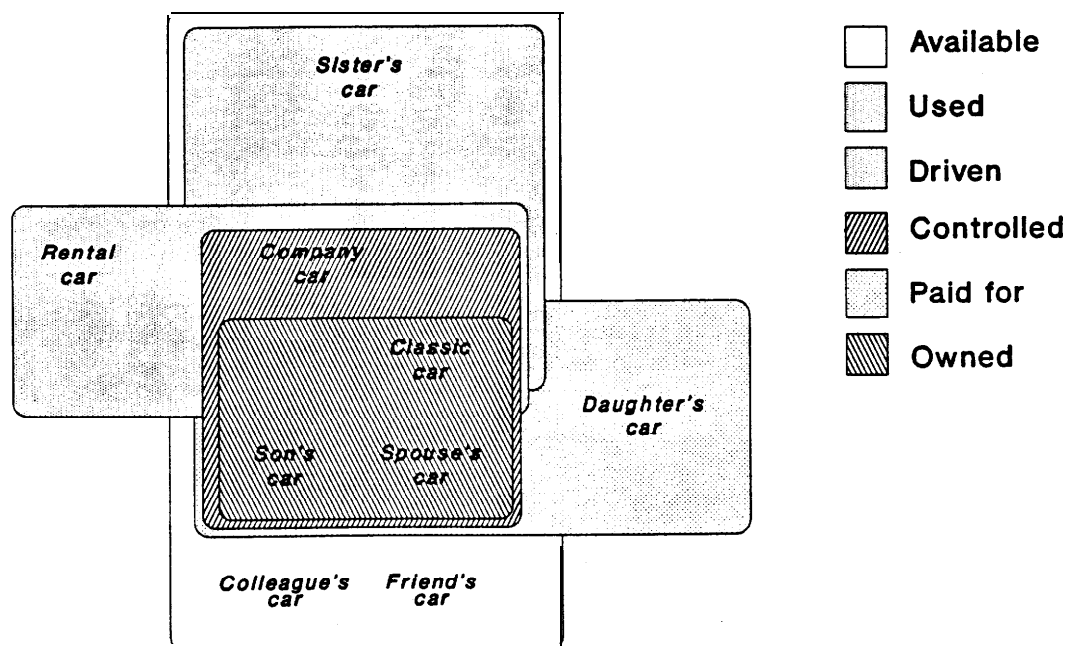 Sister's
car
Rental
car
Company
car
Classic
car
Daughter's
car
Son's
car
Spouse's
car
Colleague's
car
Friend's
car
Available
Used
Driven
Controlled
Paid for
Owned